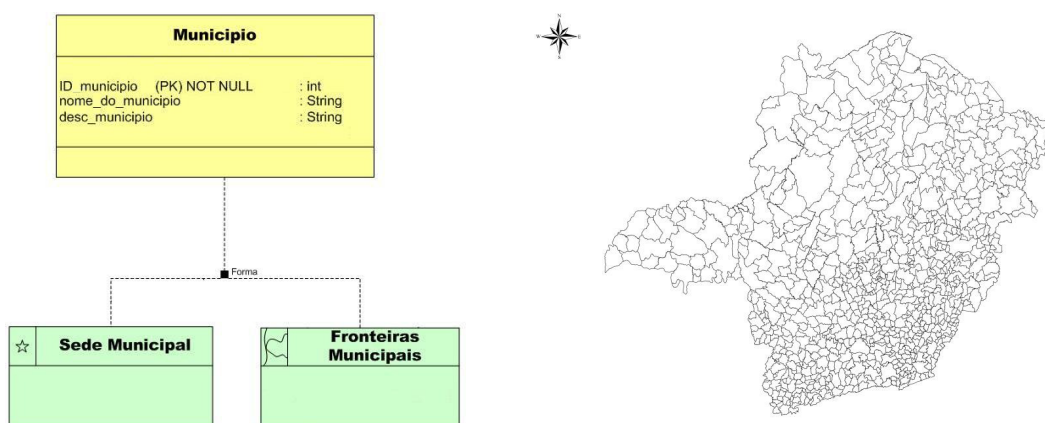 Municipio
ID_municipio (PK) NOT NULL : int
nome_do_municipio : String
desc_municipio : String
Forma
Sede Municipal
Fronteiras
Municipais
N
W E
S